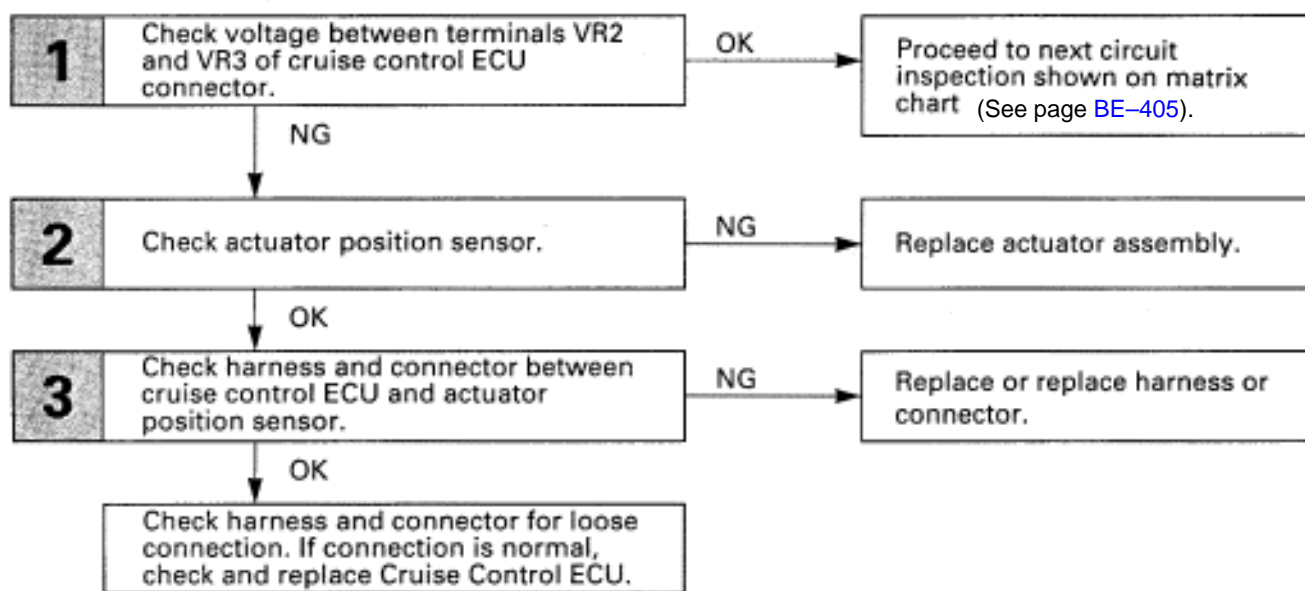 1
Check voltage between terminals VR2
and VR3 of cruise control ECU
connector.
OK
Proceed to next circuit
inspection shown on matrix
chart (See page BE–405).
NG
2
Check actuator position sensor.
NG
Replace actuator assembly.
OK
3
Check harness and connector between
cruise control ECU and actuator
position sensor.
NG
Replace or replace harness or
connector.
OK
Check harness and connector for loose
connection. If connection is normal,
check and replace Cruise Control ECU.